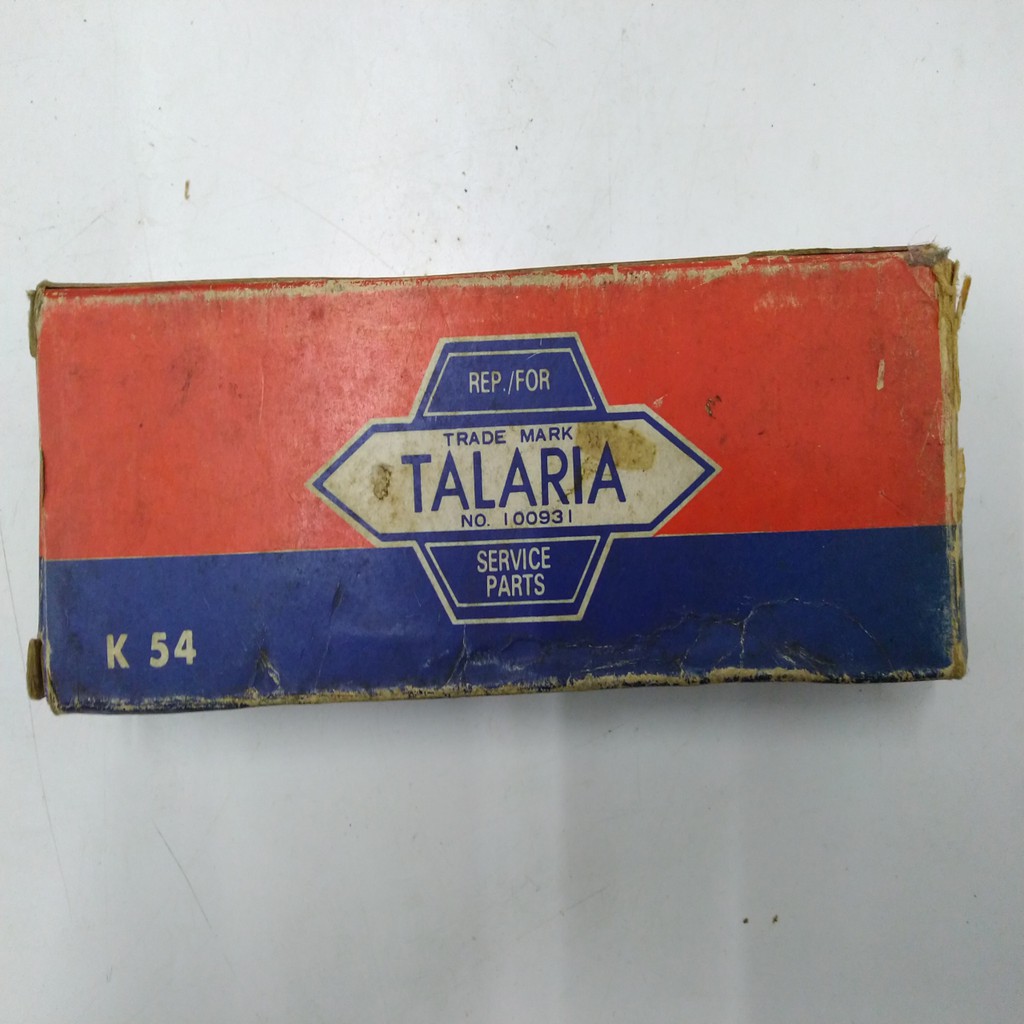 REP./FOR
TRADE MARK
TALARIA
NO. 100931
SERVICE
PARTS
K 54